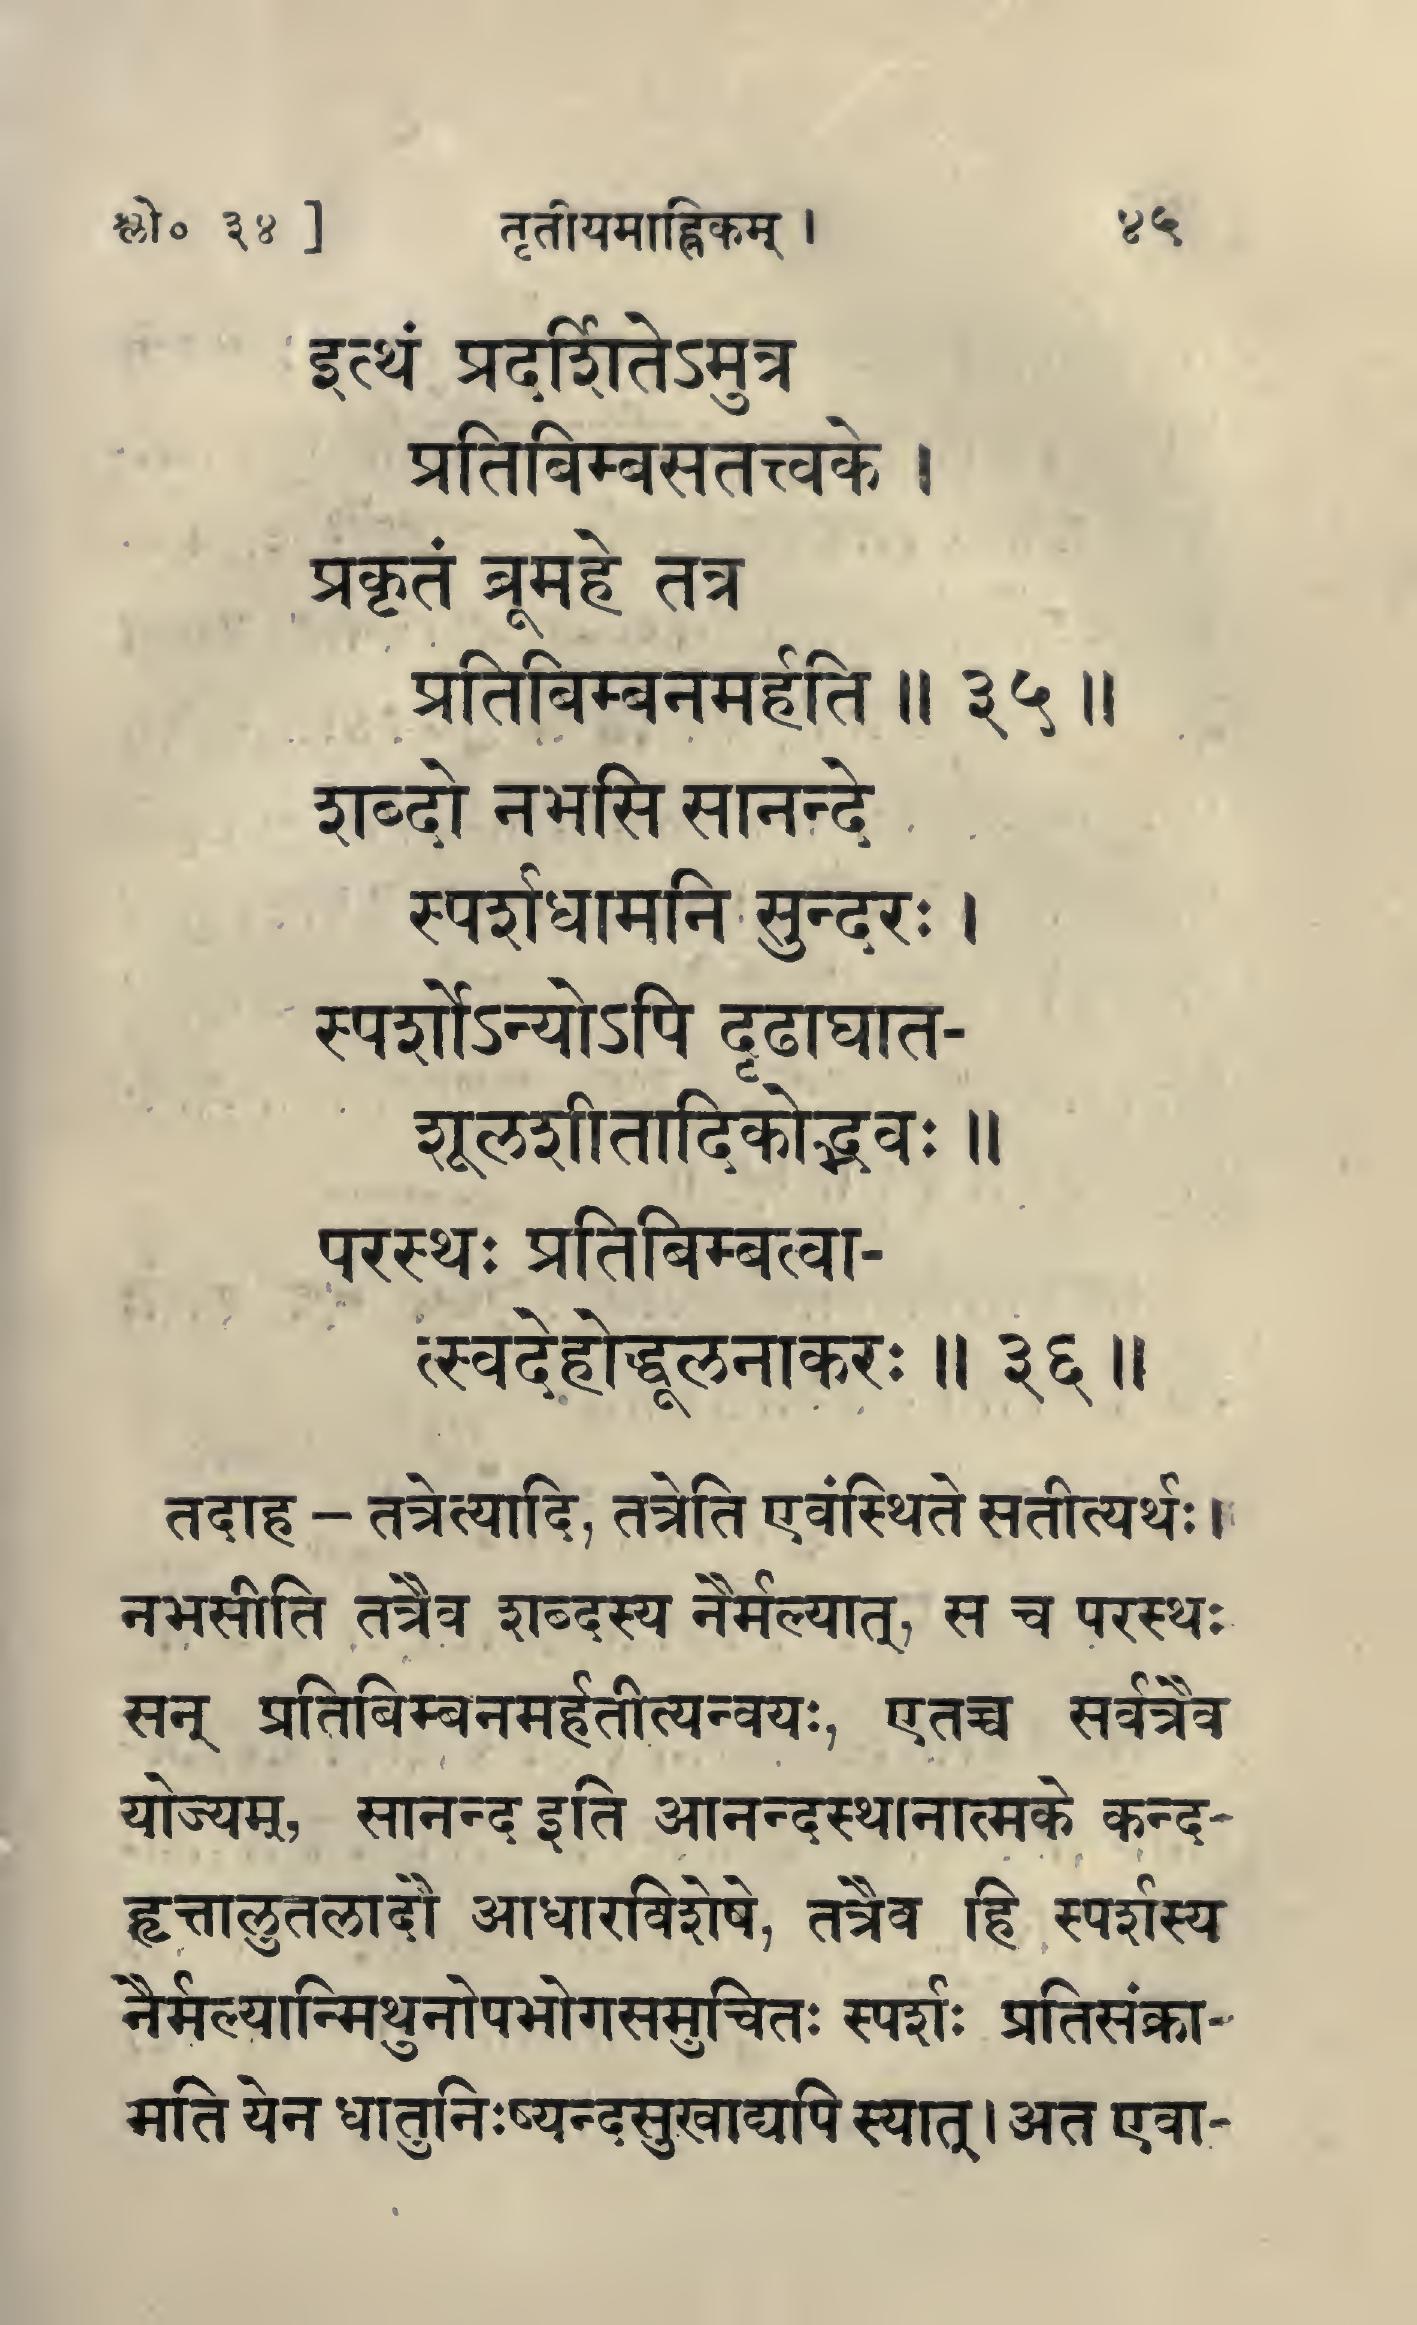 श्लो० ३४ ] तृतीयमाह्निकम् । ४५
इत्थं प्रदर्शितेऽमुत्र
प्रतिबिम्बसतत्त्वके ।
प्रकृतं ब्रूमहे तत्र
प्रतिबिम्बनमर्हति ॥ ३५ ॥
शब्दो नभसि सानन्दे
स्पर्शधामनि सुन्दरः ।
स्पर्शोऽन्योऽपि दृढाघात-
शूलशीतादिकोद्भवः ॥
परस्थः प्रतिबिम्बत्वा-
त्स्वदेहोद्धूलनाकरः ॥ ३६ ॥
तदाह – तत्रेत्यादि, तत्रेति एवंस्थिते सतीत्यर्थः ।
नभसीति तत्रैव शब्दस्य नैर्मल्यात्, स च परस्थः
सन् प्रतिबिम्बनमर्हतीत्यन्वयः, एतच्च सर्वत्रैव
योज्यम्, सानन्द इति आनन्दस्थानात्मके कन्द-
हृत्तालुतलादौ आधारविशेषे, तत्रैव हि स्पर्शस्य
नैर्मल्यान्मिथुनोपभोगसमुचितः स्पर्शः प्रतिसंक्रा-
मति येन धातुनिःष्यन्दसुखाद्यपि स्यात् । अत एवा-